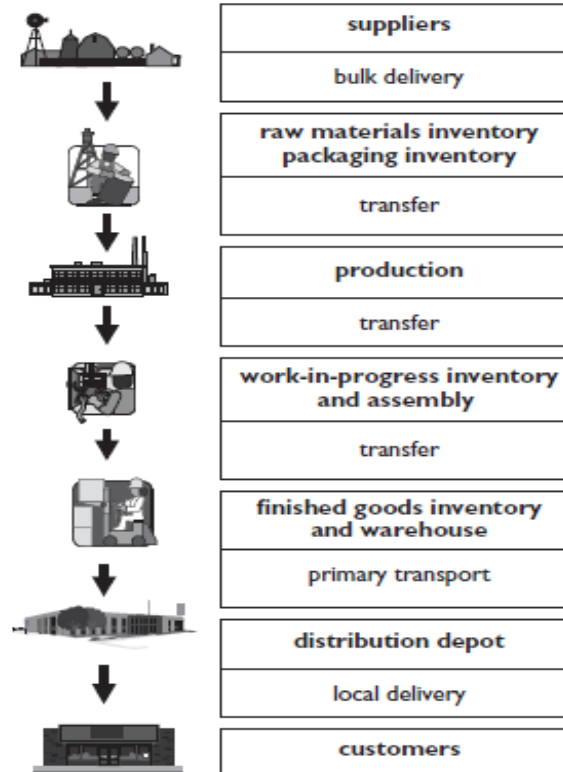 suppliers
bulk delivery
raw materials inventory
packaging inventory
transfer
production
transfer
work-in-progress inventory
and assembly
transfer
finished goods inventory
and warehouse
primary transport
distribution depot
local delivery
customers